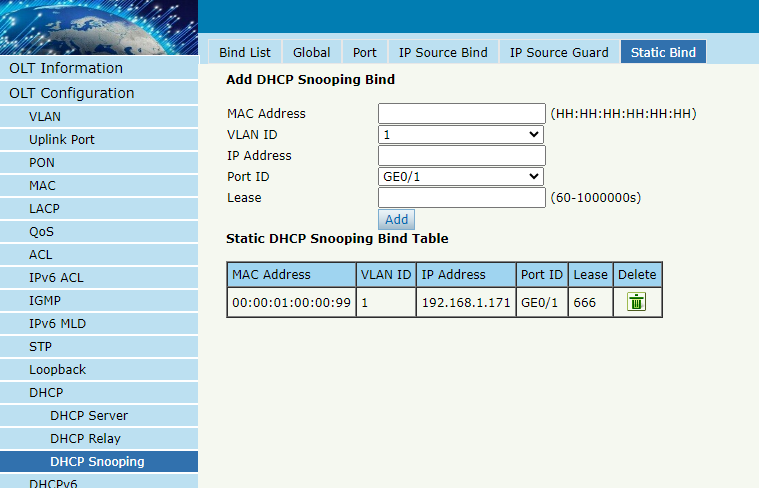 OLT Information
OLT Configuration
VLAN
Uplink Port
PON
MAC
LACP
QoS
ACL
IPv6 ACL
IGMP
IPv6 MLD
STP
Loopback
DHCP
DHCP Server
DHCP Relay
DHCP Snooping
DHCPv6
Bind List Global Port IP Source Bind IP Source Guard Static Bind
Add DHCP Snooping Bind
MAC Address (HH:HH:HH:HH:HH:HH)
VLAN ID 1
IP Address
Port ID GE0/1
Lease (60-1000000s)
Add
Static DHCP Snooping Bind Table
MAC Address VLAN ID IP Address Port ID Lease Delete
00:00:01:00:00:99 1 192.168.1.171 GE0/1 666